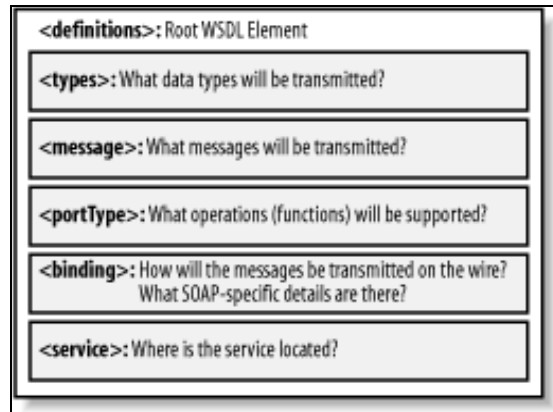 <definitions>: Root WSDL Element
<types>: What data types will be transmitted?
<message>: What messages will be transmitted?
<portType>: What operations (functions) will be supported?
<binding>: How will the messages be transmitted on the wire?
What SOAP-specific details are there?
<service>: Where is the service located?